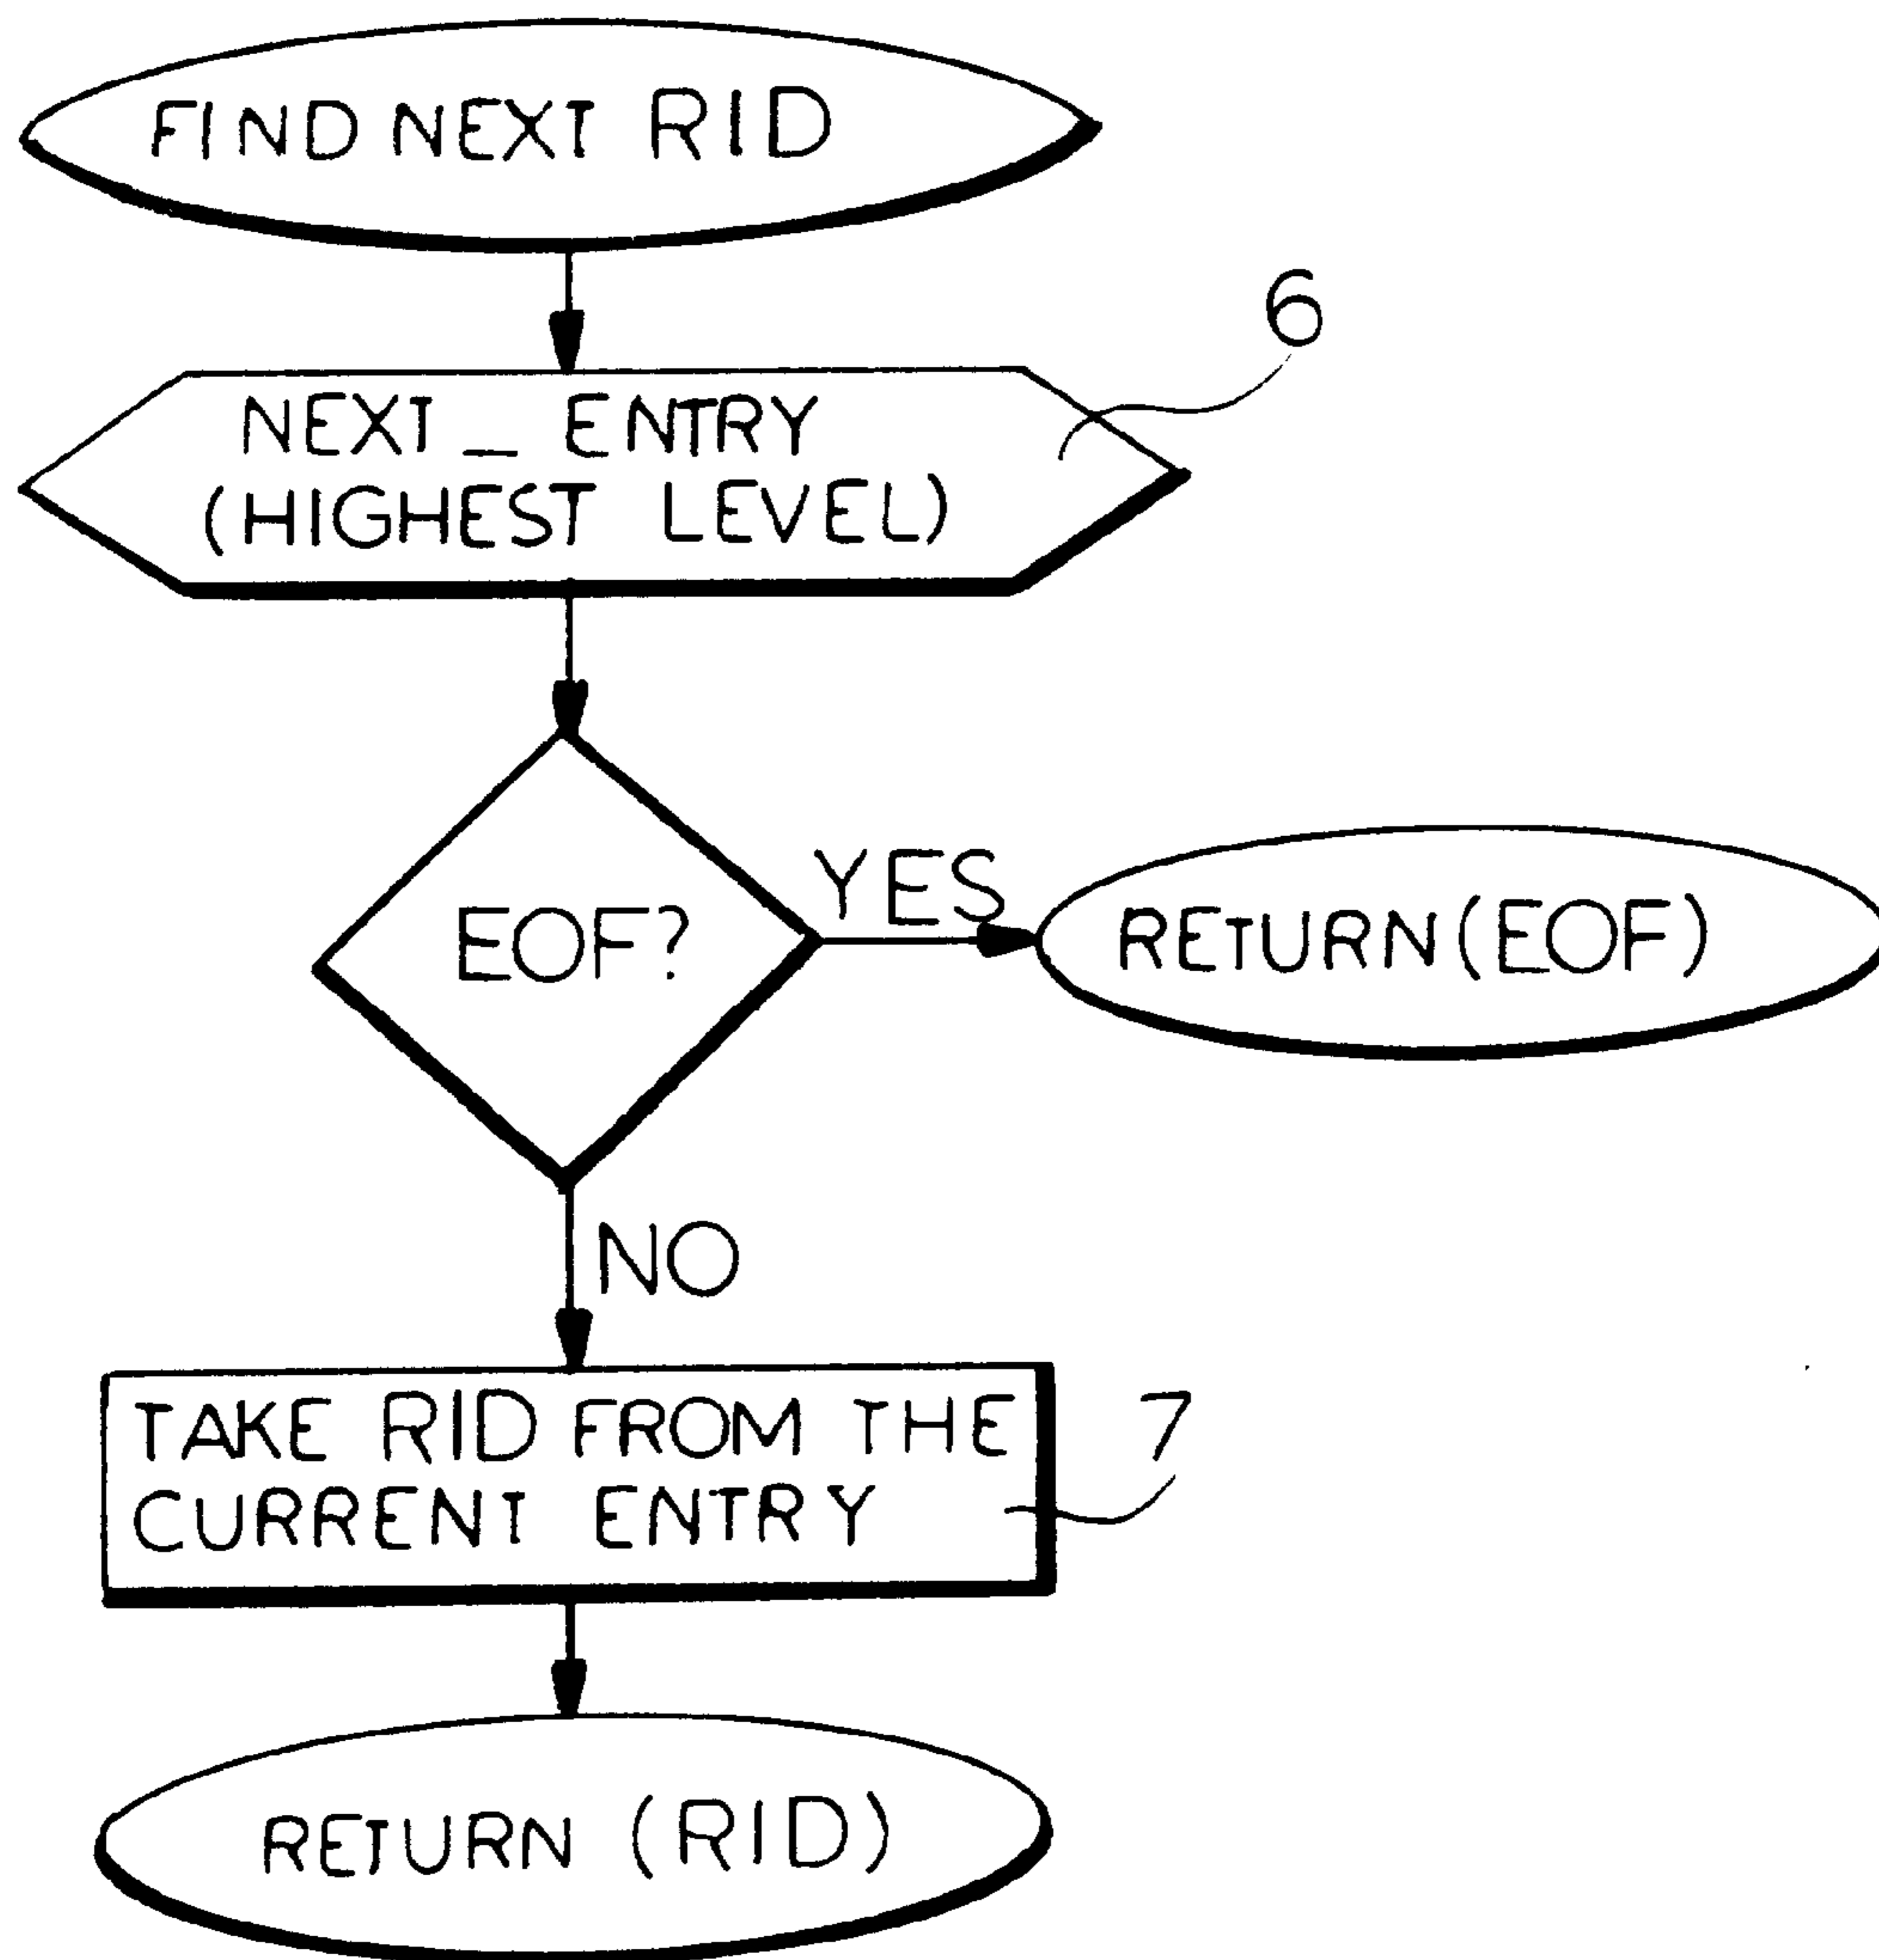 FIND NEXT RID
6
NEXT _ ENTRY
(HIGHEST LEVEL)
EOF?
YES
RETURN(EOF)
NO
TAKE RID FROM THE
CURRENT ENTRY
7
RETURN (RID)